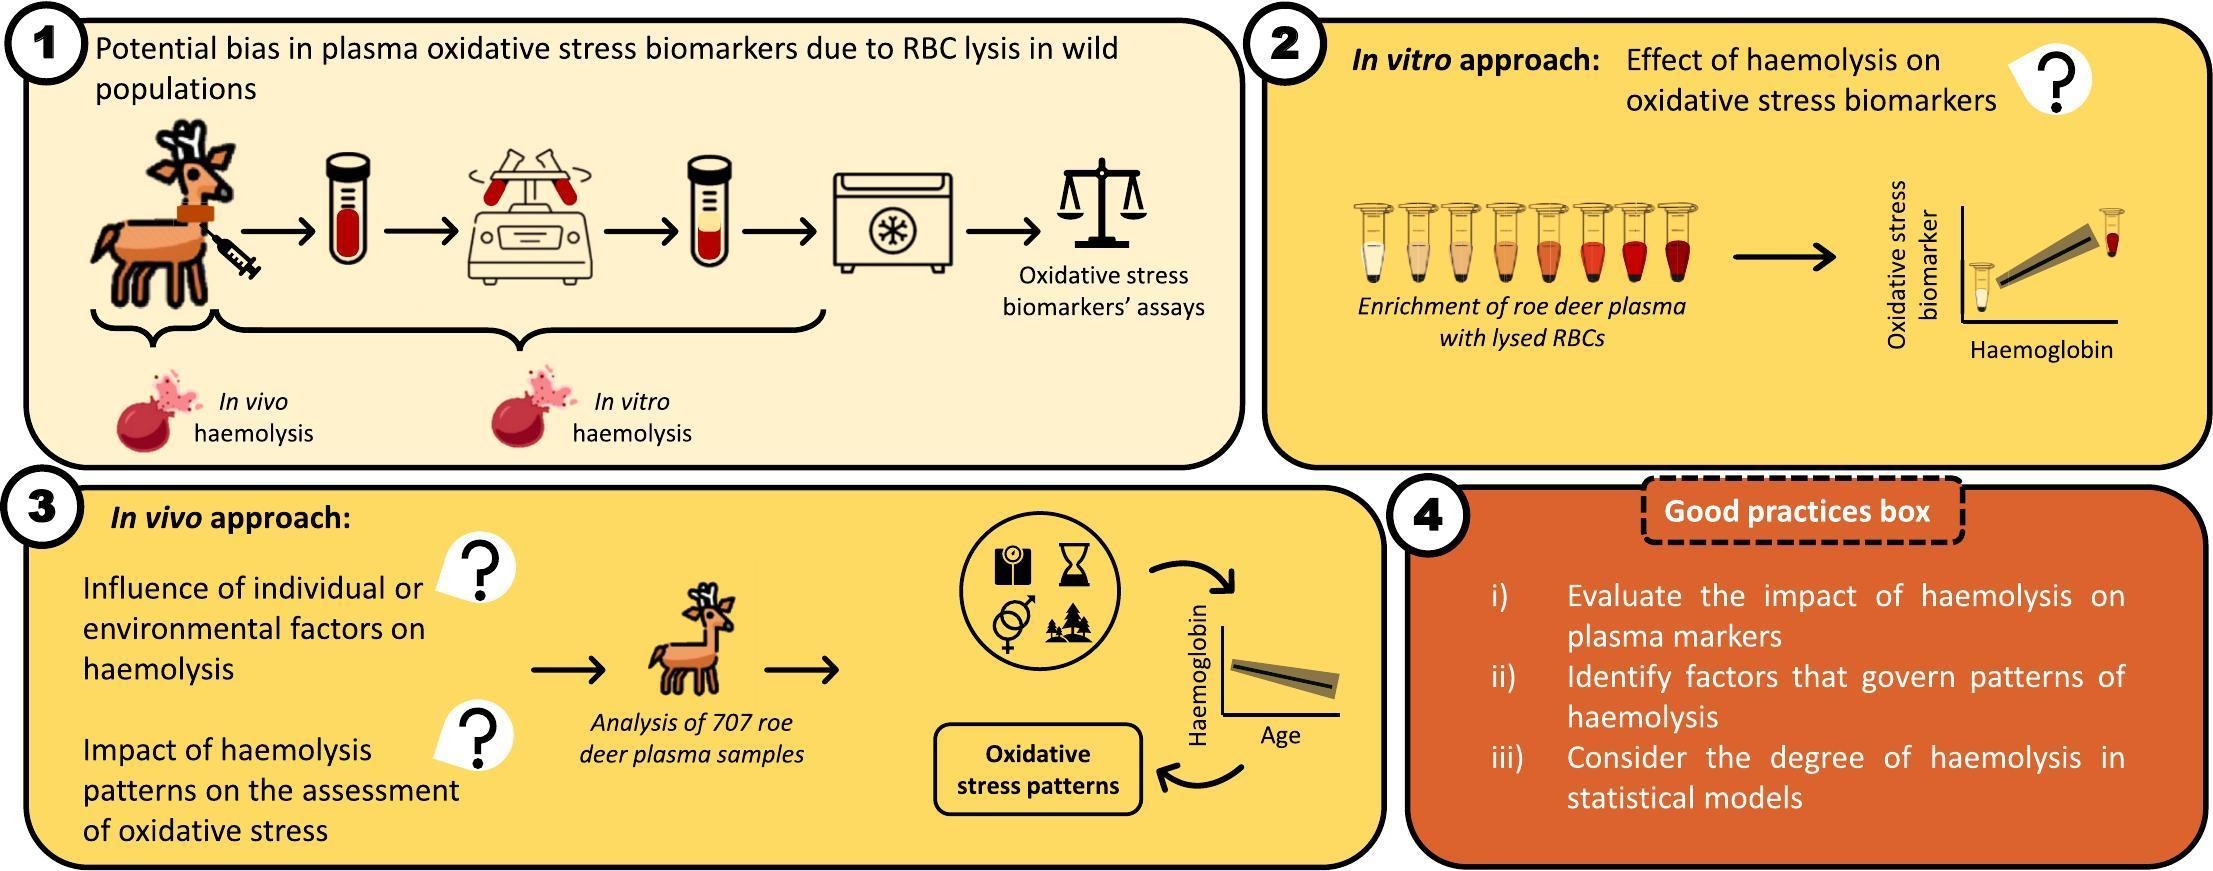 1
Potential bias in plasma oxidative stress biomarkers due to RBC lysis in wild
populations
Oxidative stress
biomarkers’ assays
In vivo
haemolysis
In vitro
haemolysis
2
In vitro approach: Effect of haemolysis on
oxidative stress biomarkers
?
Enrichment of roe deer plasma
with lysed RBCs
Oxidative stress
biomarker
Haemoglobin
3
In vivo approach:
?
Influence of individual or
environmental factors on
haemolysis
?
Impact of haemolysis
patterns on the assessment
of oxidative stress
Analysis of 707 roe
deer plasma samples
Haemoglobin
Age
Oxidative
stress patterns
4
Good practices box
i) Evaluate the impact of haemolysis on
plasma markers
ii) Identify factors that govern patterns of
haemolysis
iii) Consider the degree of haemolysis in
statistical models